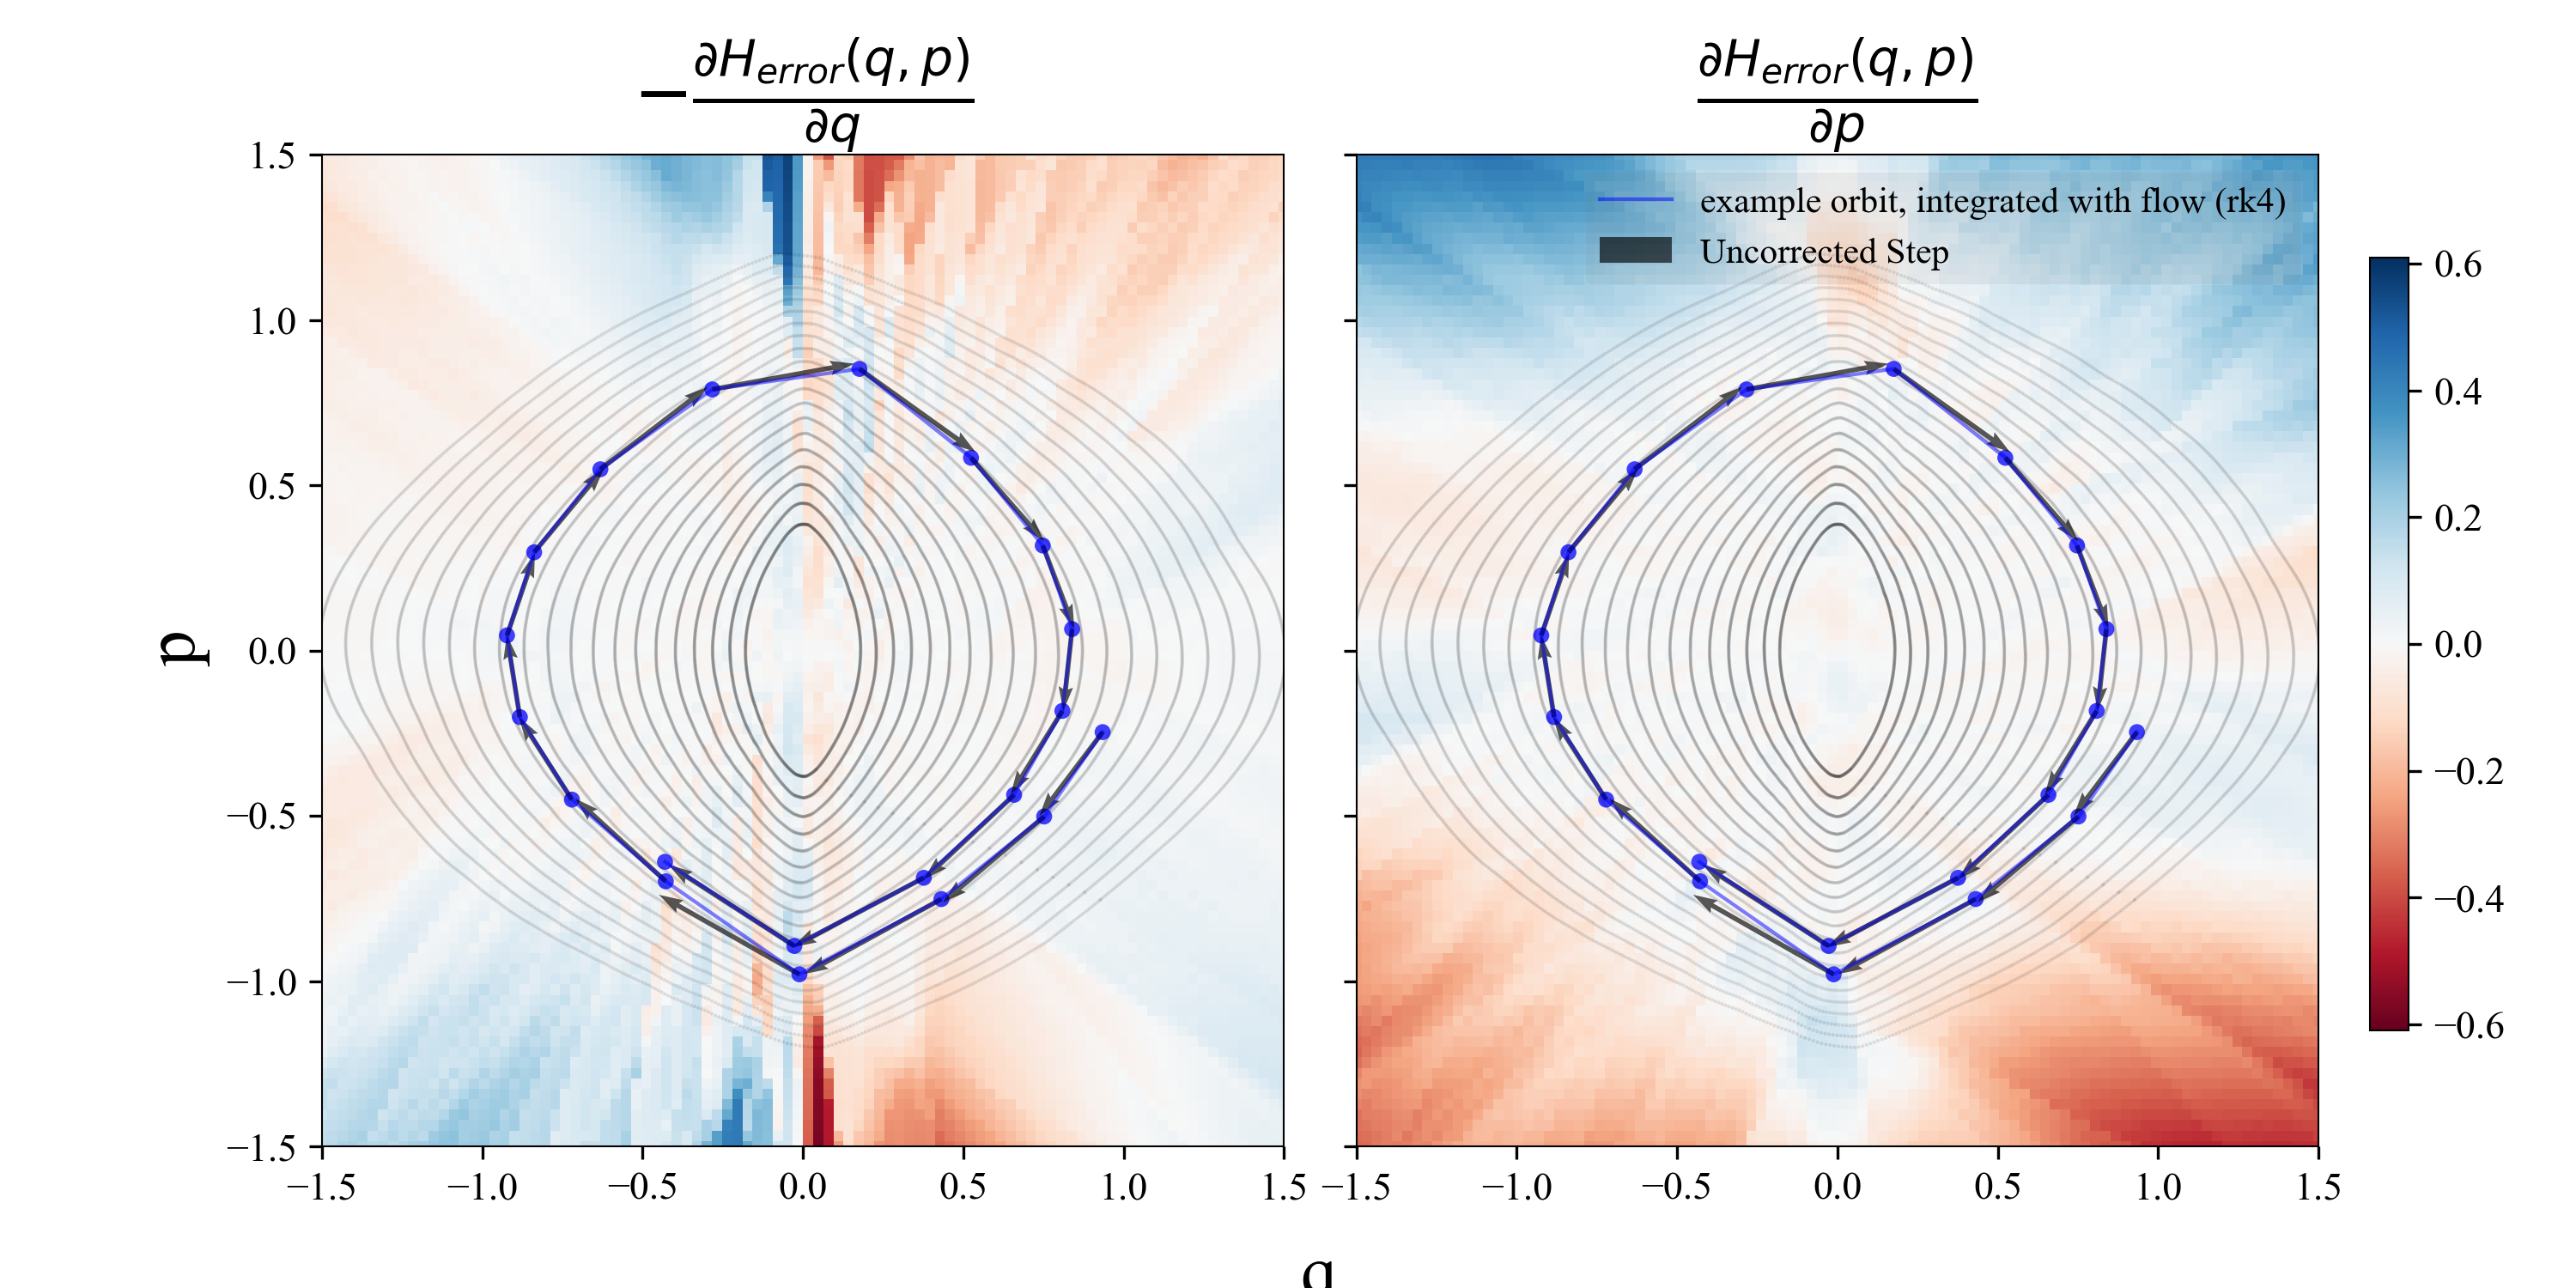 −∂H_error(q, p)/∂q
∂H_error(q, p)/∂p
example orbit, integrated with flow (rk4)
Uncorrected Step
1.5
1.0
0.5
0.0
−0.5
−1.0
−1.5
p
−1.5 −1.0 −0.5 0.0 0.5 1.0 1.5
−1.5 −1.0 −0.5 0.0 0.5 1.0 1.5
q
0.6
0.4
0.2
0.0
−0.2
−0.4
−0.6